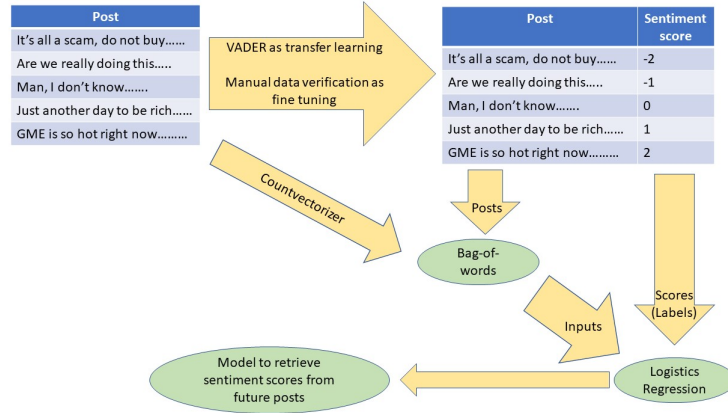 Post
It's all a scam, do not buy......
Are we really doing this.....
Man, I don't know.......
Just another day to be rich......
GME is so hot right now.........
VADER as transfer learning
Manual data verification as
fine tuning
Post Sentiment
score
It's all a scam, do not buy...... -2
Are we really doing this..... -1
Man, I don't know....... 0
Just another day to be rich...... 1
GME is so hot right now......... 2
Countvectorizer
Posts
Bag-of-
words
Scores
(Labels)
Inputs
Logistics
Regression
Model to retrieve
sentiment scores from
future posts